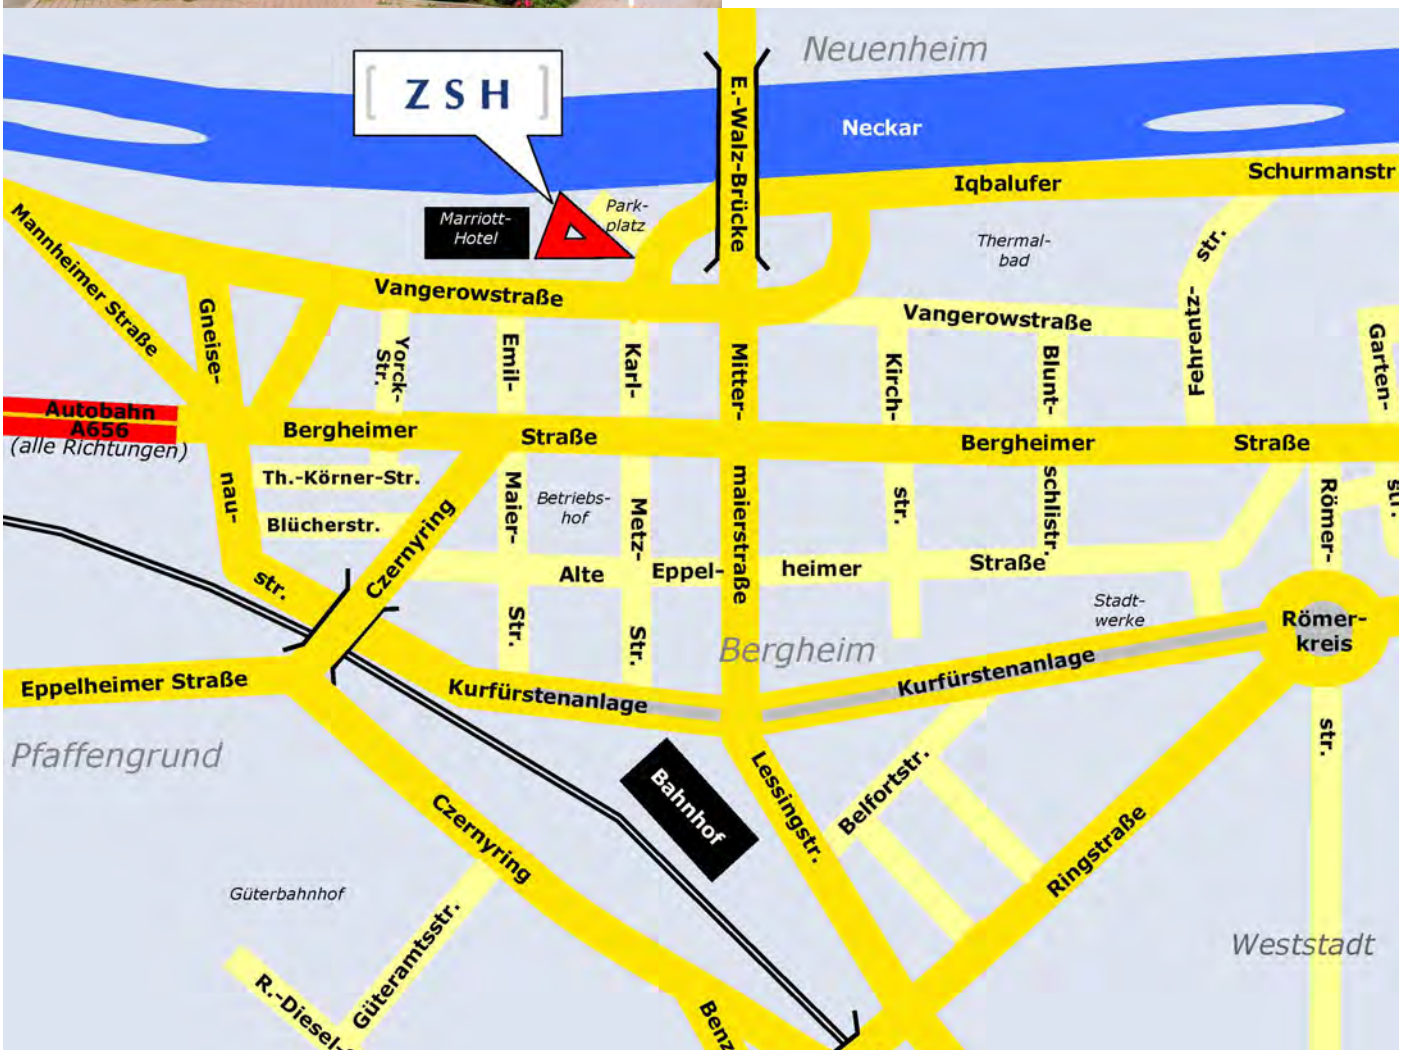 Neuenheim
[ Z S H ]
E.-Walz-Brücke
Neckar
Schurmanstr
Iqbalufer
Marriott-
Hotel
Park-
platz
Thermal-
bad
Mannheimer Straße
Vangerowstraße
Vangerowstraße
Gneise-
nau-
str.
Yorck-
Str.
Emil-
Maier-
Str.
Karl-
Metz-
Str.
Mitter-
maierstraße
Kirch-
str.
Blunt-
schlistr.
Fehrentz-
str.
Garten-
str.
Autobahn
A656
(alle Richtungen)
Bergheimer
Straße
Bergheimer
Straße
Th.-Körner-Str.
Blücherstr.
Czernyring
Betriebs-
hof
Alte
Eppel-
heimer
Straße
Römer-
str.
Stadt-
werke
Römer-
kreis
Bergheim
Eppelheimer Straße
Kurfürstenanlage
Kurfürstenanlage
Pfaffengrund
Bahnhof
Lessingstr.
Belfortstr.
Czernyring
Ringstraße
Güterbahnhof
Güteramtsstr.
Weststadt
R.-Diesel-
Benz